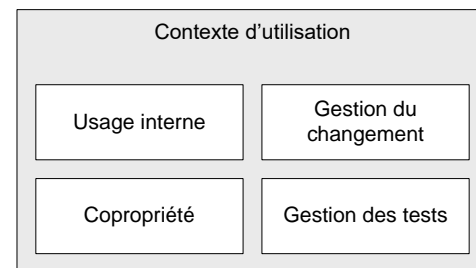 Contexte d’utilisation
Usage interne
Gestion du
changement
Copropriété
Gestion des tests